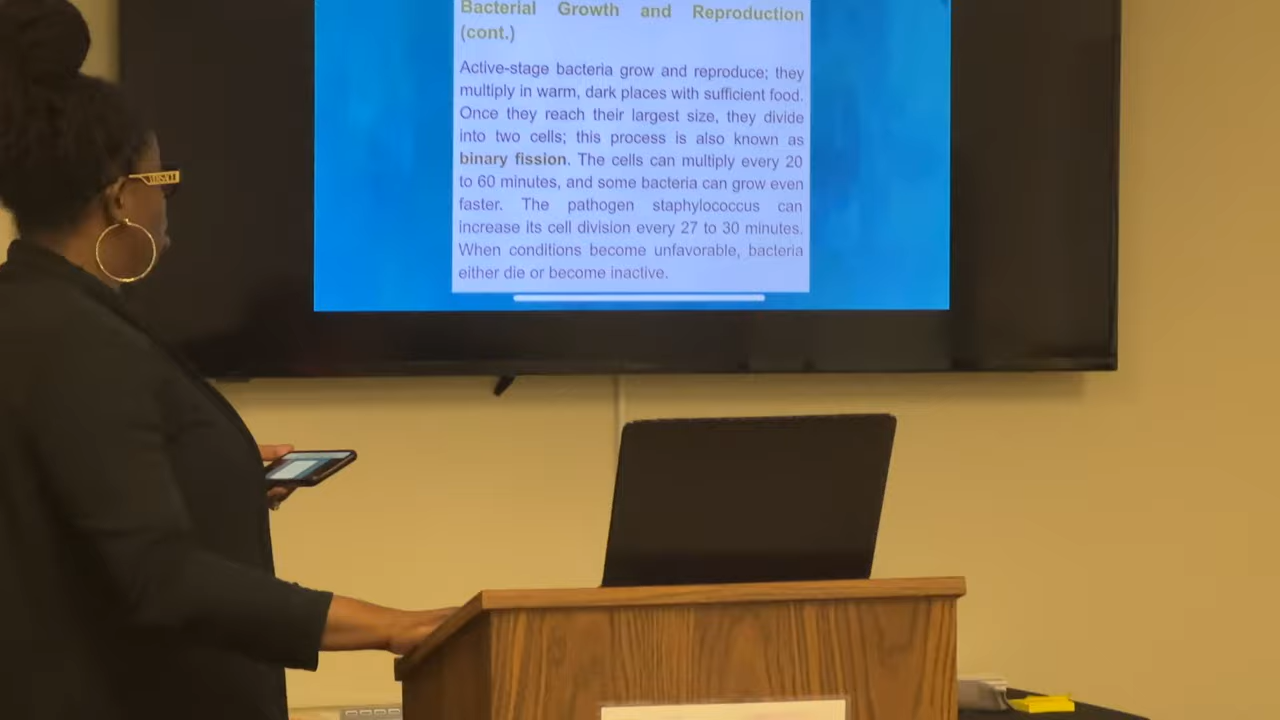 Bacterial Growth and Reproduction
(cont.)
Active-stage bacteria grow and reproduce; they
multiply in warm, dark places with sufficient food.
Once they reach their largest size, they divide
into two cells; this process is also known as
binary fission. The cells can multiply every 20
to 60 minutes, and some bacteria can grow even
faster. The pathogen staphylococcus can
increase its cell division every 27 to 30 minutes.
When conditions become unfavorable, bacteria
either die or become inactive.